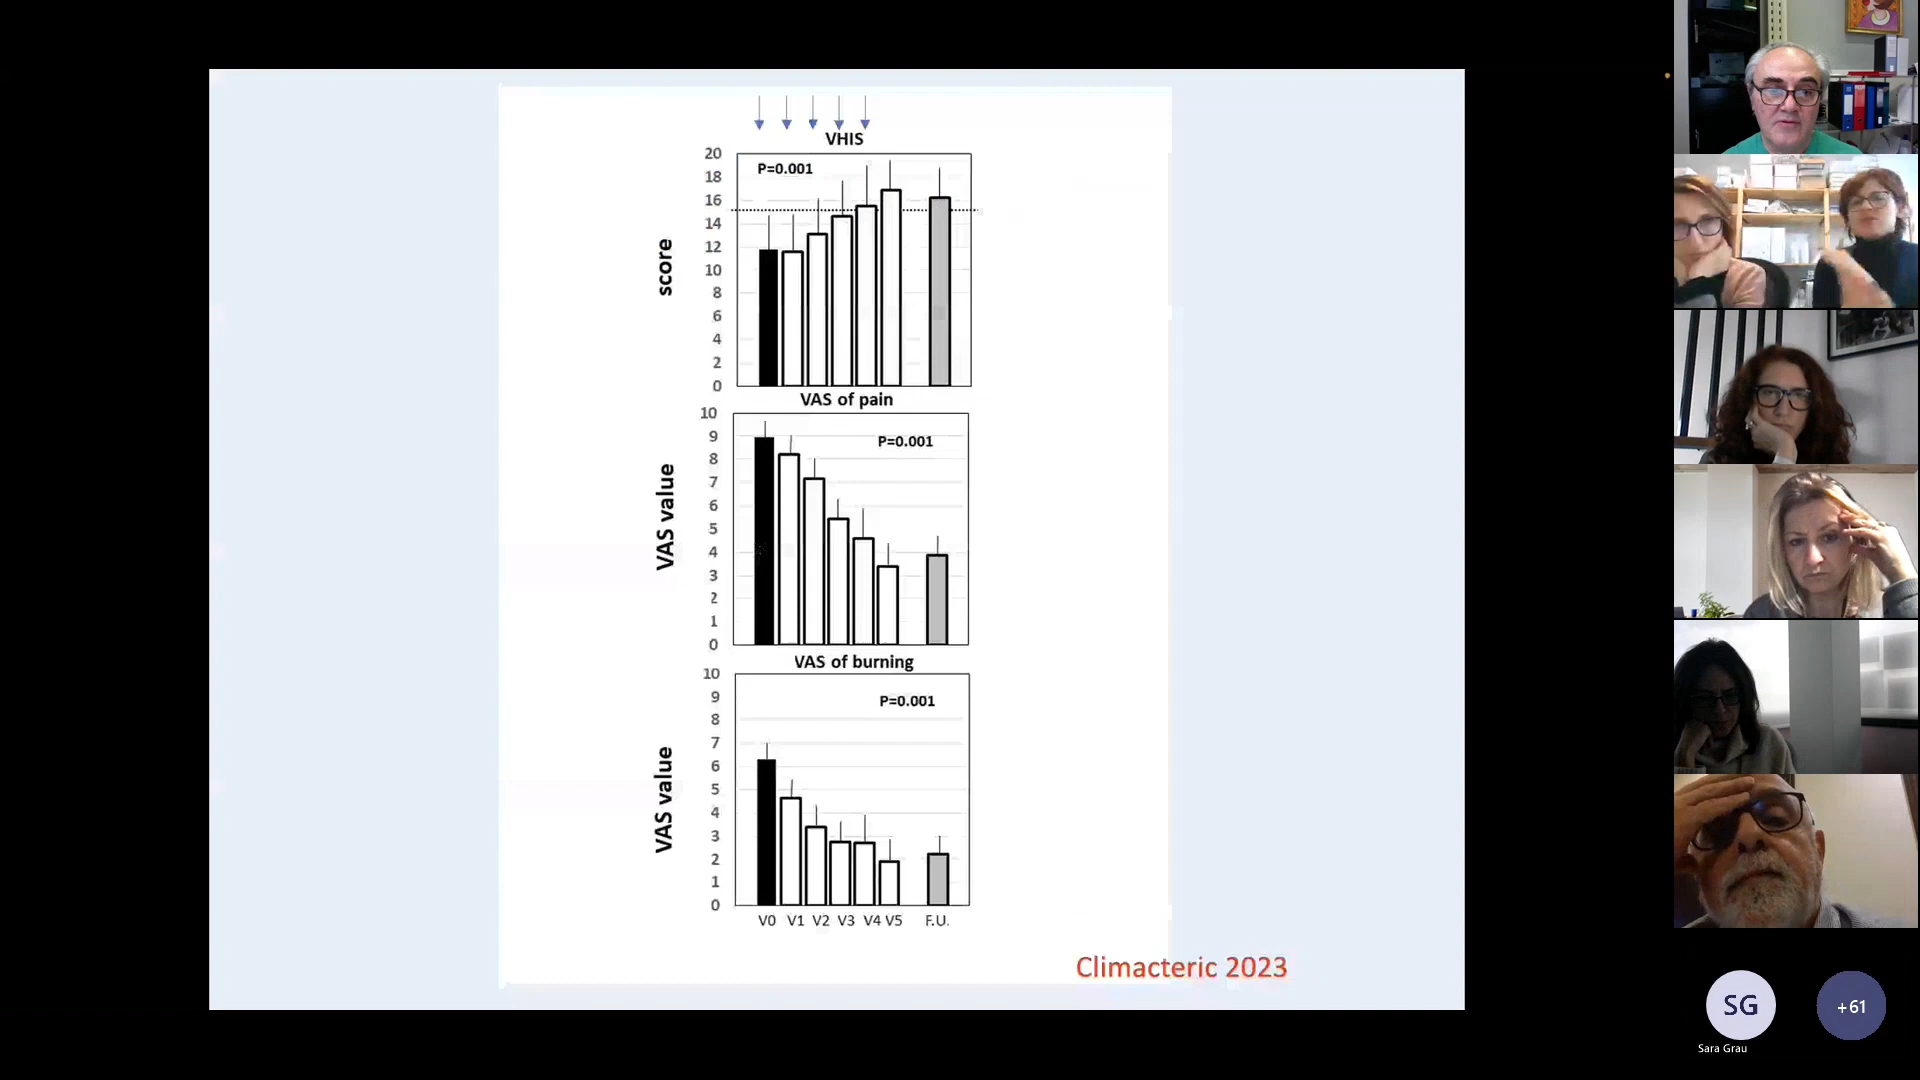 VHIS
P=0.001
20
18
16
14
12
10
8
6
4
2
0
score
VAS of pain
P=0.001
10
9
8
7
6
5
4
3
2
1
0
VAS value
VAS of burning
P=0.001
10
9
8
7
6
5
4
3
2
1
0
VAS value
V0 V1 V2 V3 V4 V5 F.U.
Climacteric 2023
SG
+61
Sara Grau